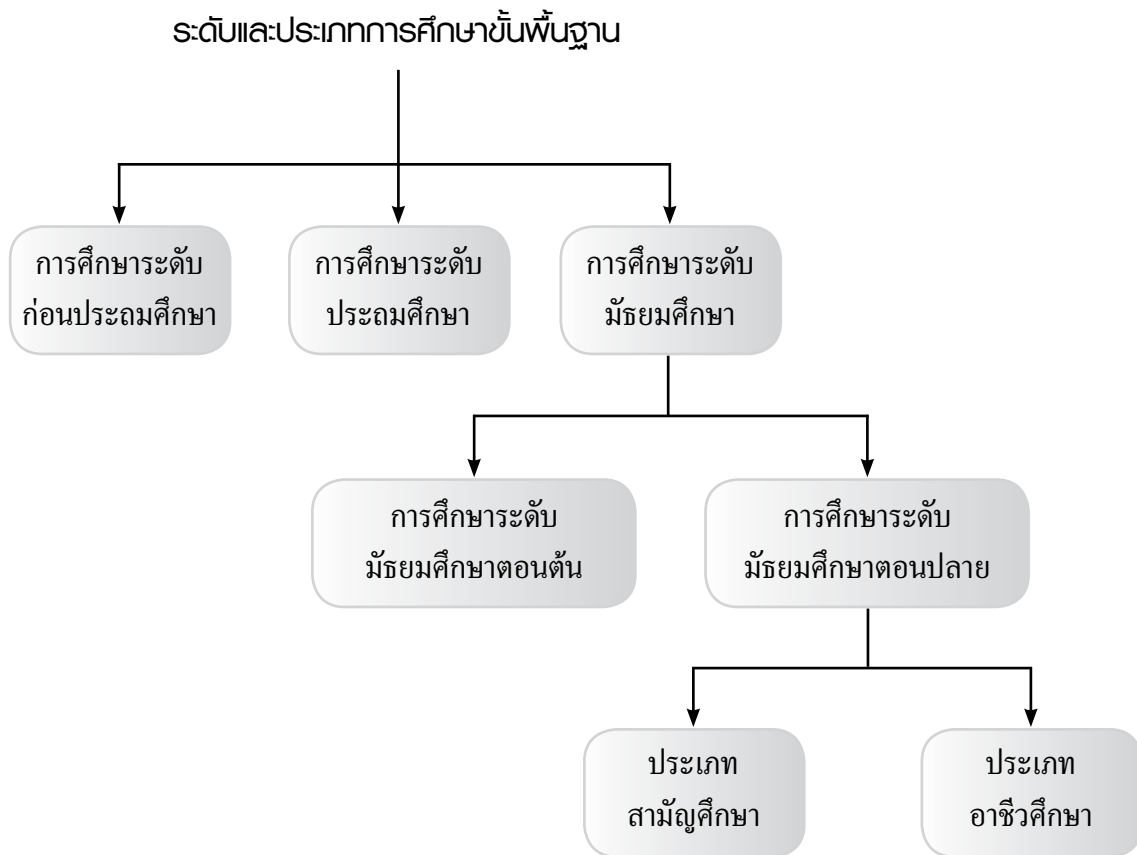 ระดับและประเภทการศึกษาขั้นพื้นฐาน
การศึกษาระดับ
ก่อนประถมศึกษา
การศึกษาระดับ
ประถมศึกษา
การศึกษาระดับ
มัธยมศึกษา
การศึกษาระดับ
มัธยมศึกษาตอนต้น
การศึกษาระดับ
มัธยมศึกษาตอนปลาย
ประเภท
สามัญศึกษา
ประเภท
อาชีวศึกษา